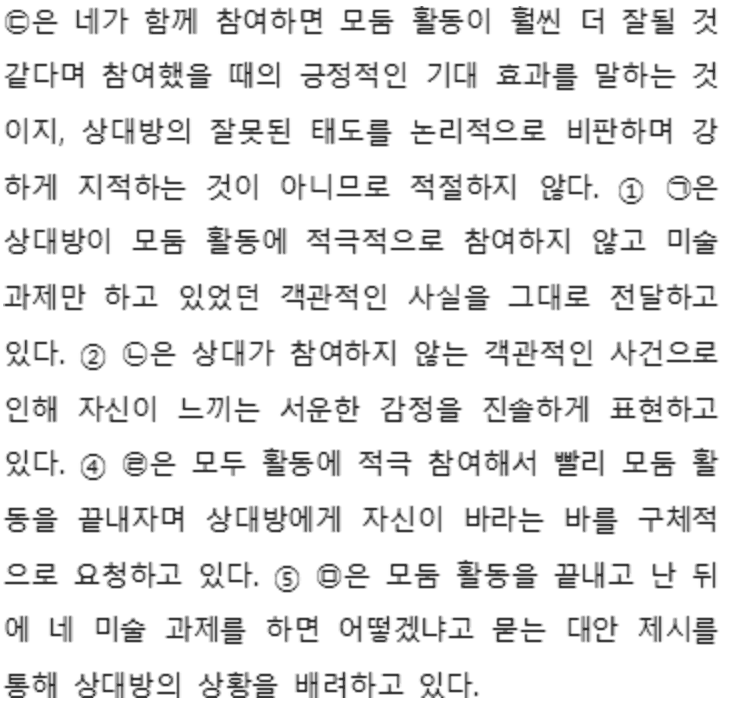 ㉢은 네가 함께 참여하면 모둠 활동이 훨씬 더 잘될 것
같다며 참여했을 때의 긍정적인 기대 효과를 말하는 것
이지, 상대방의 잘못된 태도를 논리적으로 비판하며 강
하게 지적하는 것이 아니므로 적절하지 않다. ① ㉠은
상대방이 모둠 활동에 적극적으로 참여하지 않고 미술
과제만 하고 있었던 객관적인 사실을 그대로 전달하고
있다. ② ㉡은 상대가 참여하지 않는 객관적인 사건으로
인해 자신이 느끼는 서운한 감정을 진솔하게 표현하고
있다. ④ ㉣은 모두 활동에 적극 참여해서 빨리 모둠 활
동을 끝내자며 상대방에게 자신이 바라는 바를 구체적
으로 요청하고 있다. ⑤ ㉤은 모둠 활동을 끝내고 난 뒤
에 네 미술 과제를 하면 어떻겠냐고 묻는 대안 제시를
통해 상대방의 상황을 배려하고 있다.